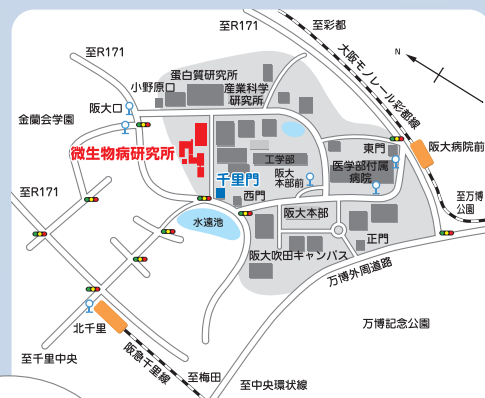 至R171
至彩都
至R171
蛋白質研究所
小野原口
産業科学
研究所
大阪モノレール彩都線
N
阪大口
金蘭会学園
微生物病研究所
工学部
東門
阪大病院前
千里門
阪大
本部前
医学部付属
病院
至R171
西門
水遠池
阪大本部
至万博
公園
正門
阪大吹田キャンパス
万博外周道路
北千里
万博記念公園
至千里中央
阪急千里線
至梅田
至中央環状線